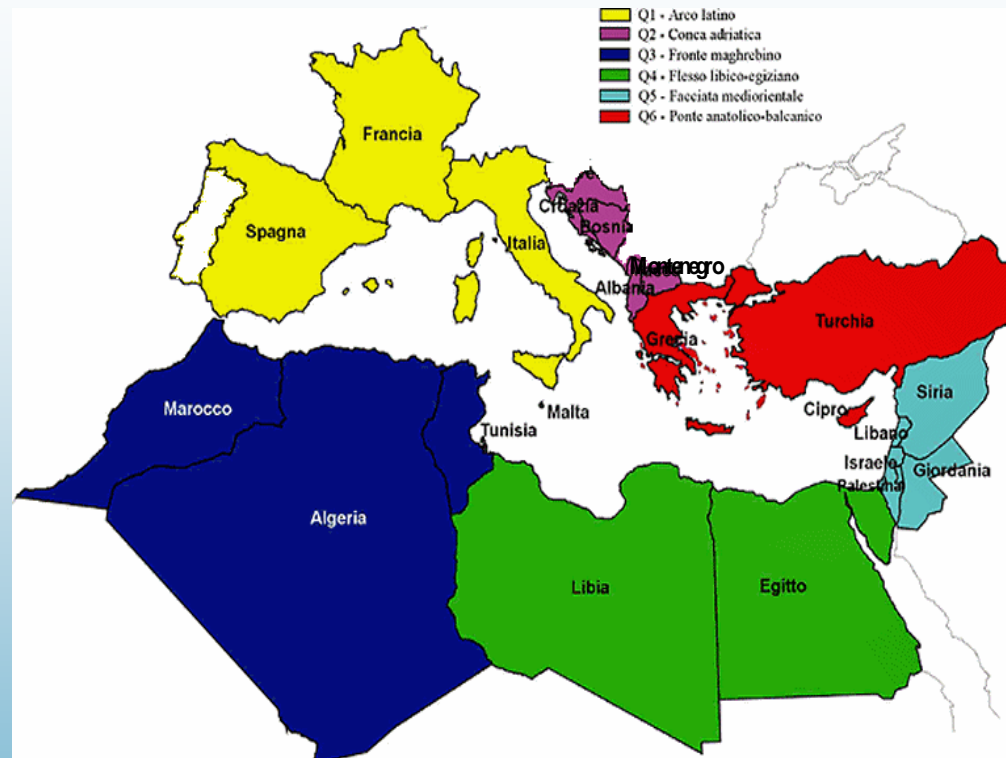 Q1 - Arco latino
Q2 - Conca adriatica
Q3 - Fronte maghrebino
Q4 - Flesso libico-egiziano
Q5 - Facciata mediorientale
Q6 - Ponte anatolico-balcanico
Francia
Spagna
Italia
Croazia
Bosnia
Montenegro
Albania
Grecia
Turchia
Marocco
Malta
Tunisia
Cipro
Siria
Libano
Israele
Giordania
Palestina
Algeria
Libia
Egitto